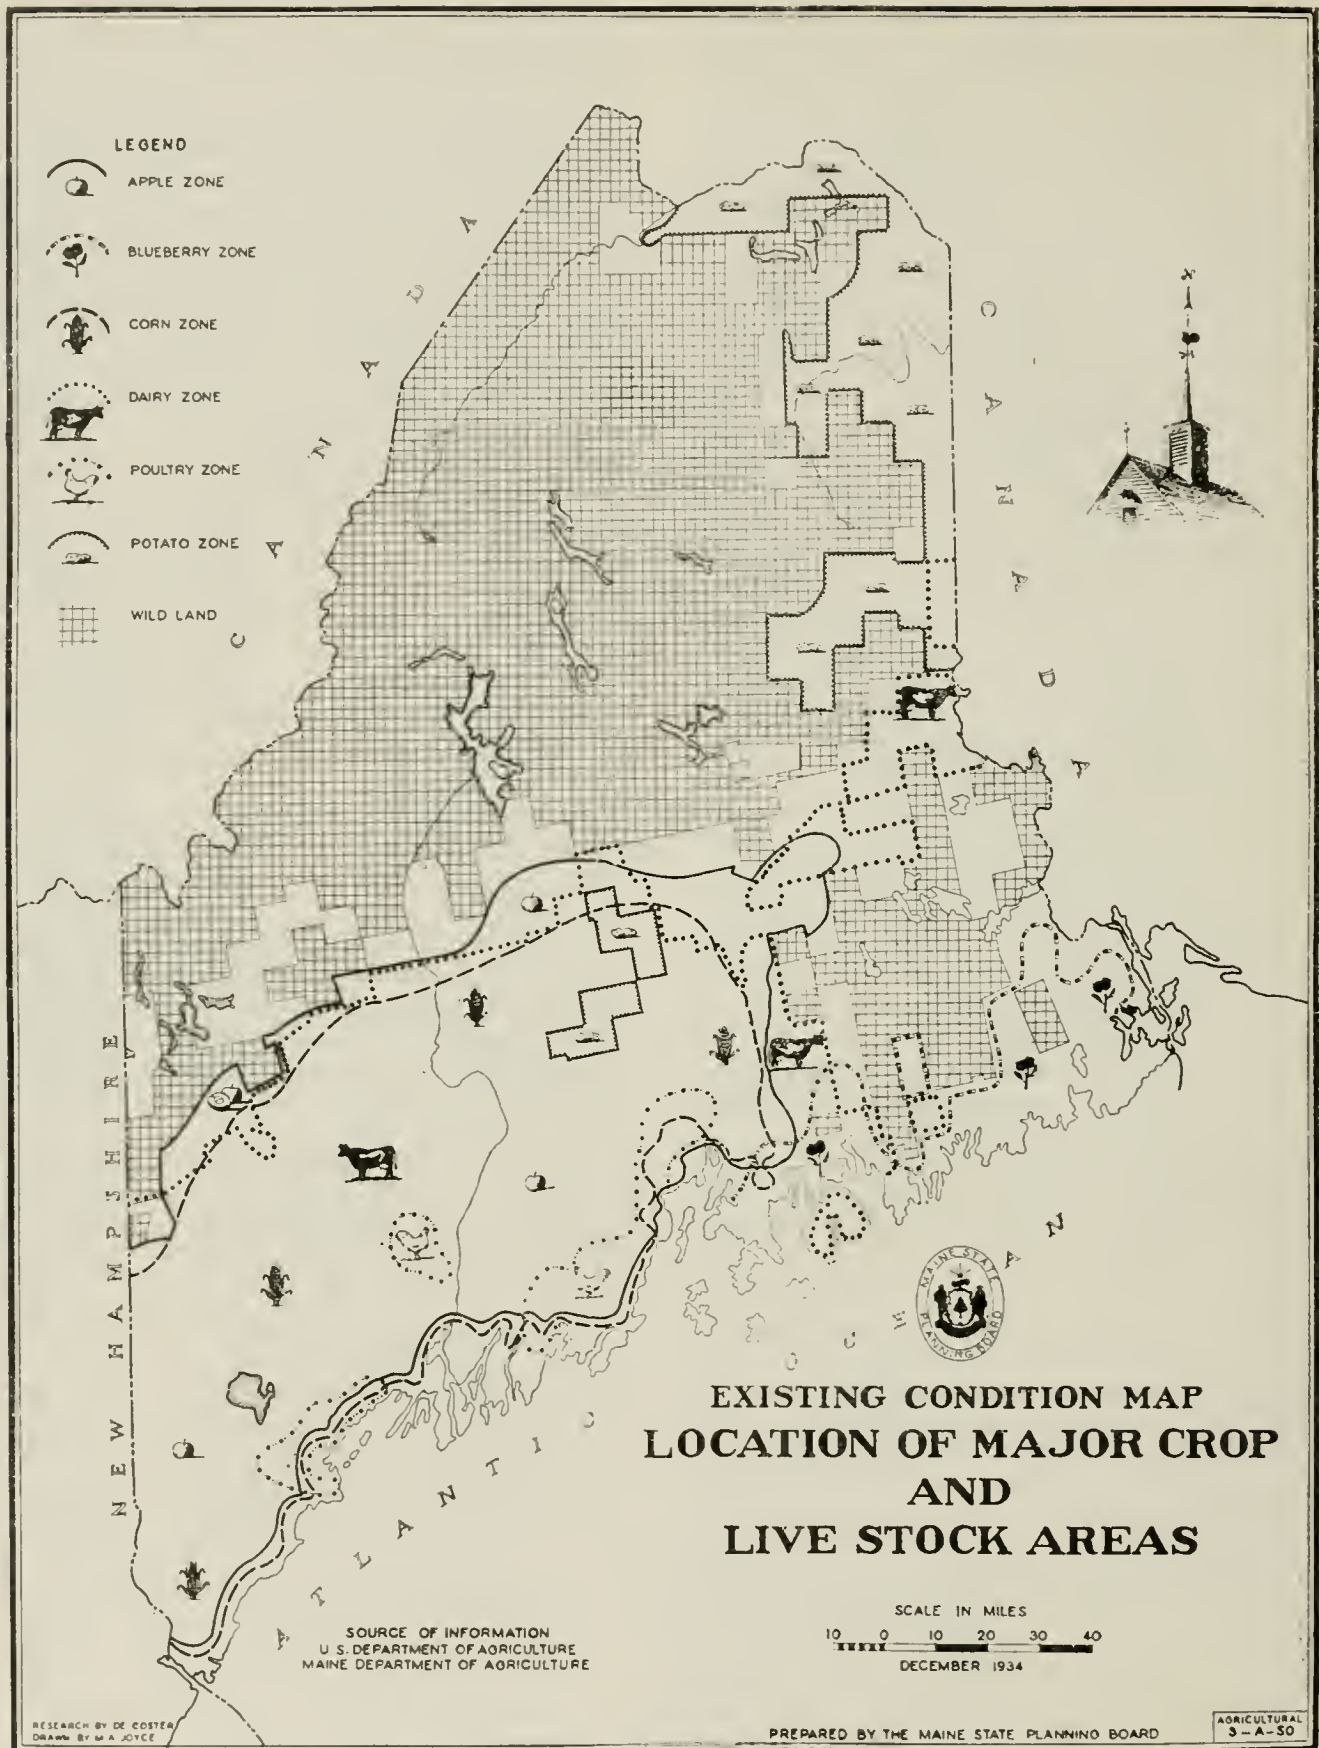 LEGEND
APPLE ZONE
BLUEBERRY ZONE
CORN ZONE
DAIRY ZONE
POULTRY ZONE
POTATO ZONE
WILD LAND
CANADA
CANADA
NEW HAMPSHIRE
ATLANTIC OCEAN
MAINE STATE
PLANNING BOARD
EXISTING CONDITION MAP
LOCATION OF MAJOR CROP
AND
LIVE STOCK AREAS
SCALE IN MILES
10 0 10 20 30 40
DECEMBER 1934
SOURCE OF INFORMATION
U S. DEPARTMENT OF AGRICULTURE
MAINE DEPARTMENT OF AGRICULTURE
RESEARCH BY DE COSTER
DRAWN BY M A JOYCE
PREPARED BY THE MAINE STATE PLANNING BOARD
AGRICULTURAL
3-A-50